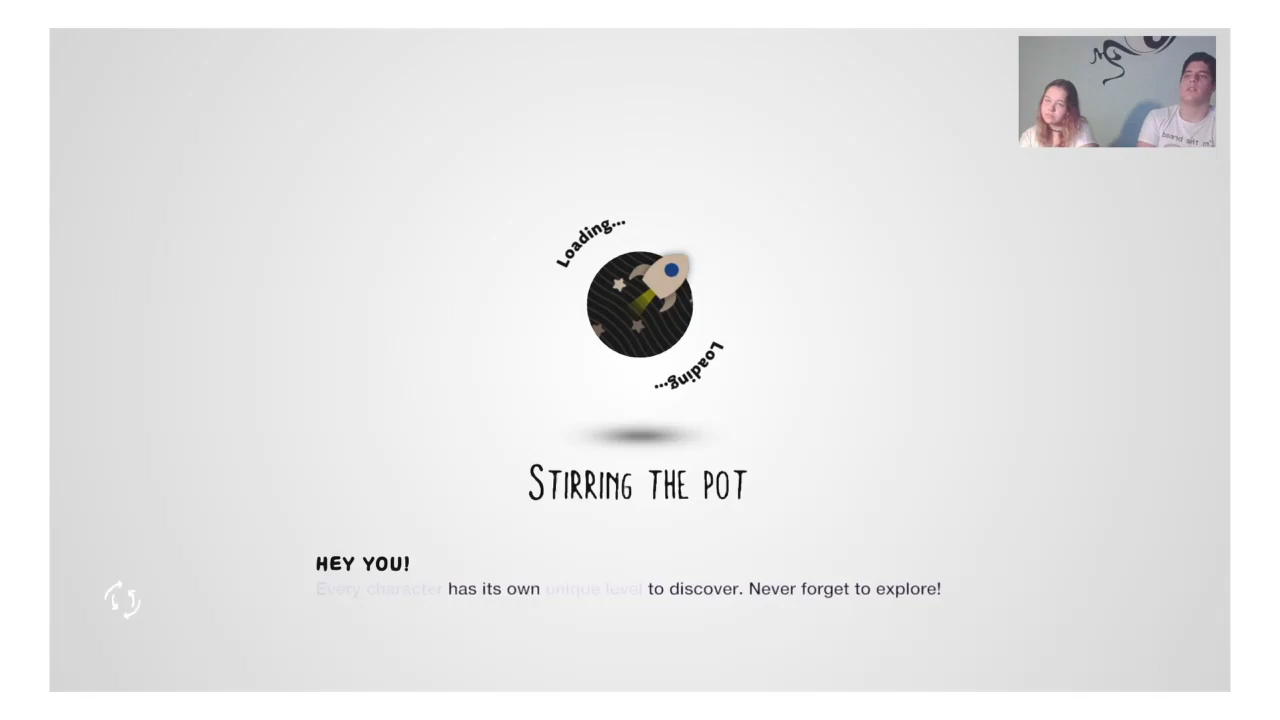 Loading...
Loading...
STIRRING THE POT
HEY YOU!
Every character has its own unique level to discover. Never forget to explore!